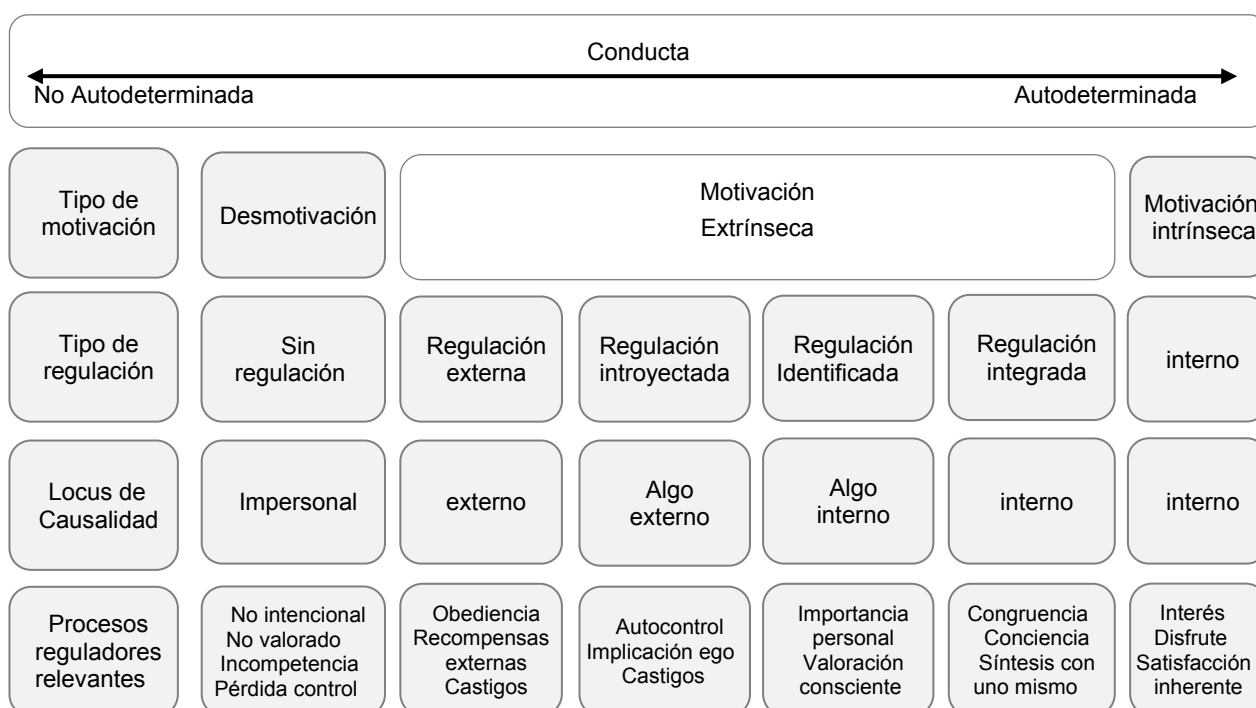 Conducta
No Autodeterminada
Autodeterminada
Tipo de
motivación
Desmotivación
Motivación
Extrínseca
Motivación
intrínseca
Tipo de
regulación
Sin
regulación
Regulación
externa
Regulación
introyectada
Regulación
Identificada
Regulación
integrada
interno
Locus de
Causalidad
Impersonal
externo
Algo
externo
Algo
interno
interno
interno
Procesos
reguladores
relevantes
No intencional
No valorado
Incompetencia
Pérdida control
Obediencia
Recompensas
externas
Castigos
Autocontrol
Implicación ego
Castigos
Importancia
personal
Valoración
consciente
Congruencia
Conciencia
Síntesis con
uno mismo
Interés
Disfrute
Satisfacción
inherente